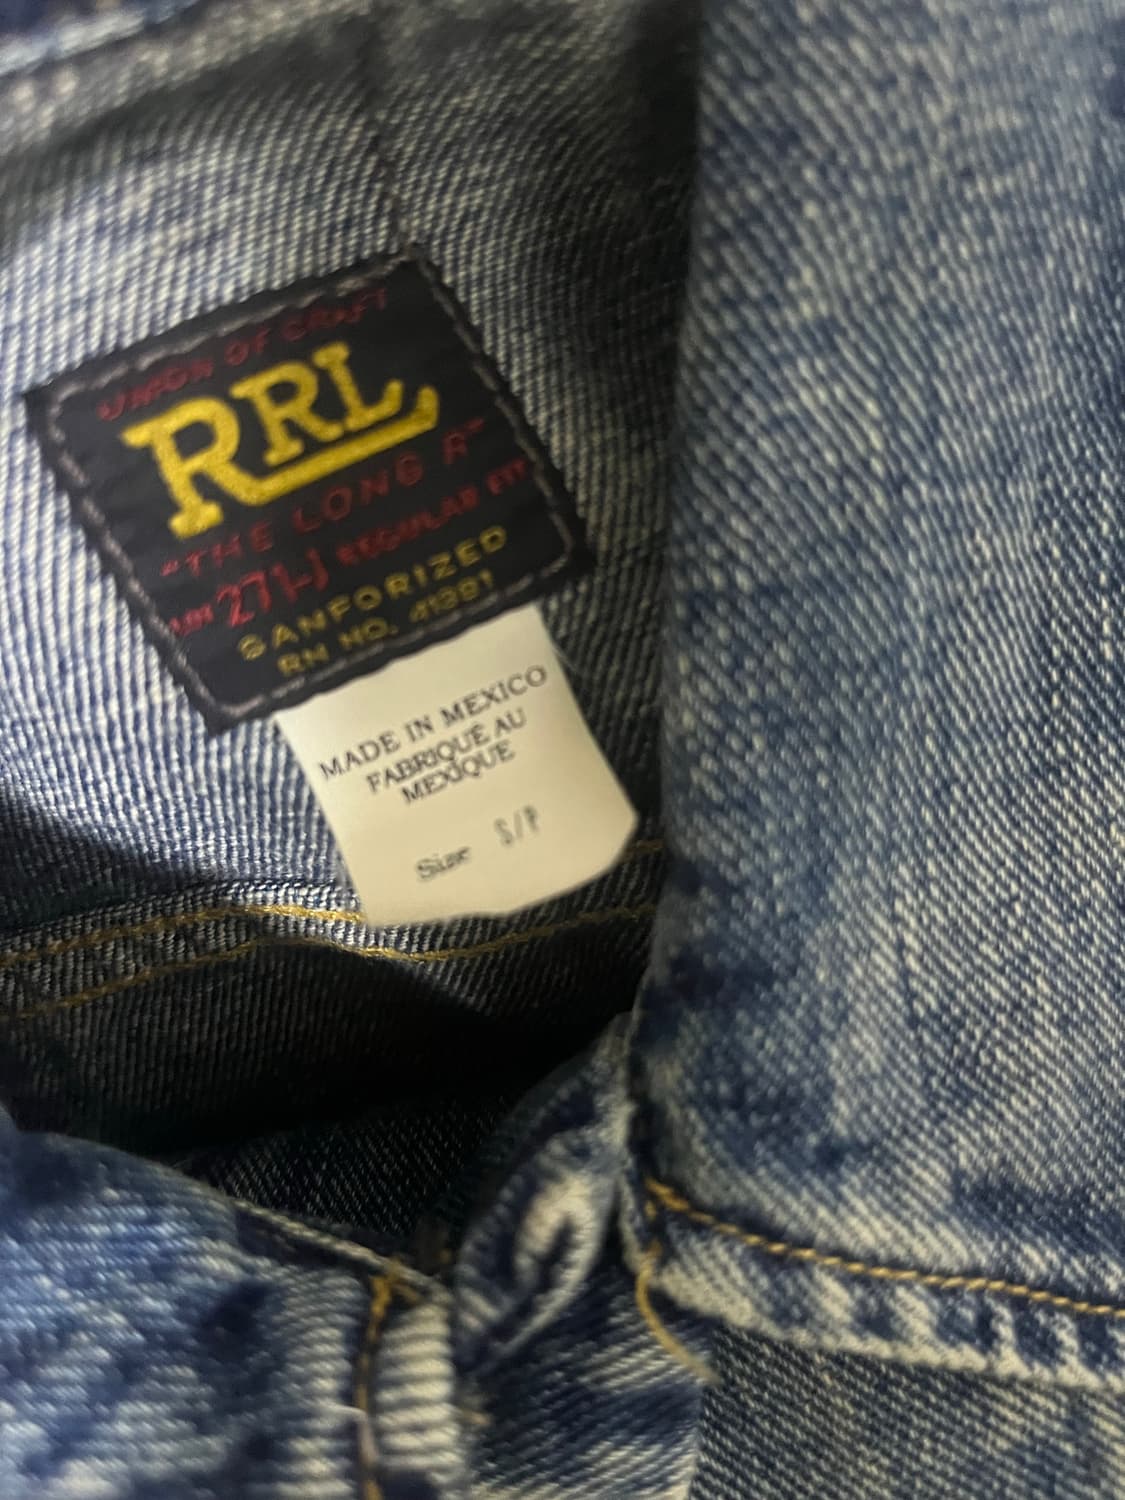 UNION OF CRAFT
RRL
"THE LONG R"
271-J REGULAR FIT
SANFORIZED
RN NO. 41381
MADE IN MEXICO
FABRIQUÉ AU
MEXIQUE
Size S/P